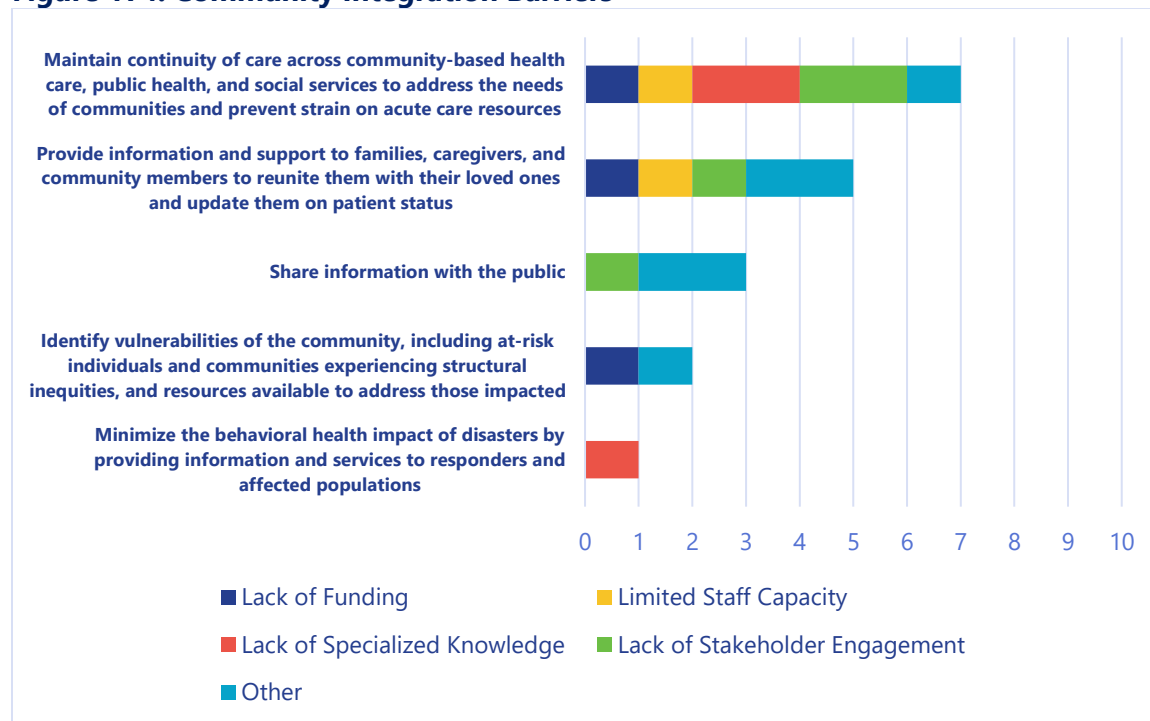 Maintain continuity of care across community-based health
care, public health, and social services to address the needs
of communities and prevent strain on acute care resources
Provide information and support to families, caregivers, and
community members to reunite them with their loved ones
and update them on patient status
Share information with the public
Identify vulnerabilities of the community, including at-risk
individuals and communities experiencing structural
inequities, and resources available to address those impacted
Minimize the behavioral health impact of disasters by
providing information and services to responders and
affected populations
0 1 2 3 4 5 6 7 8 9 10
Lack of Funding
Limited Staff Capacity
Lack of Specialized Knowledge
Lack of Stakeholder Engagement
Other